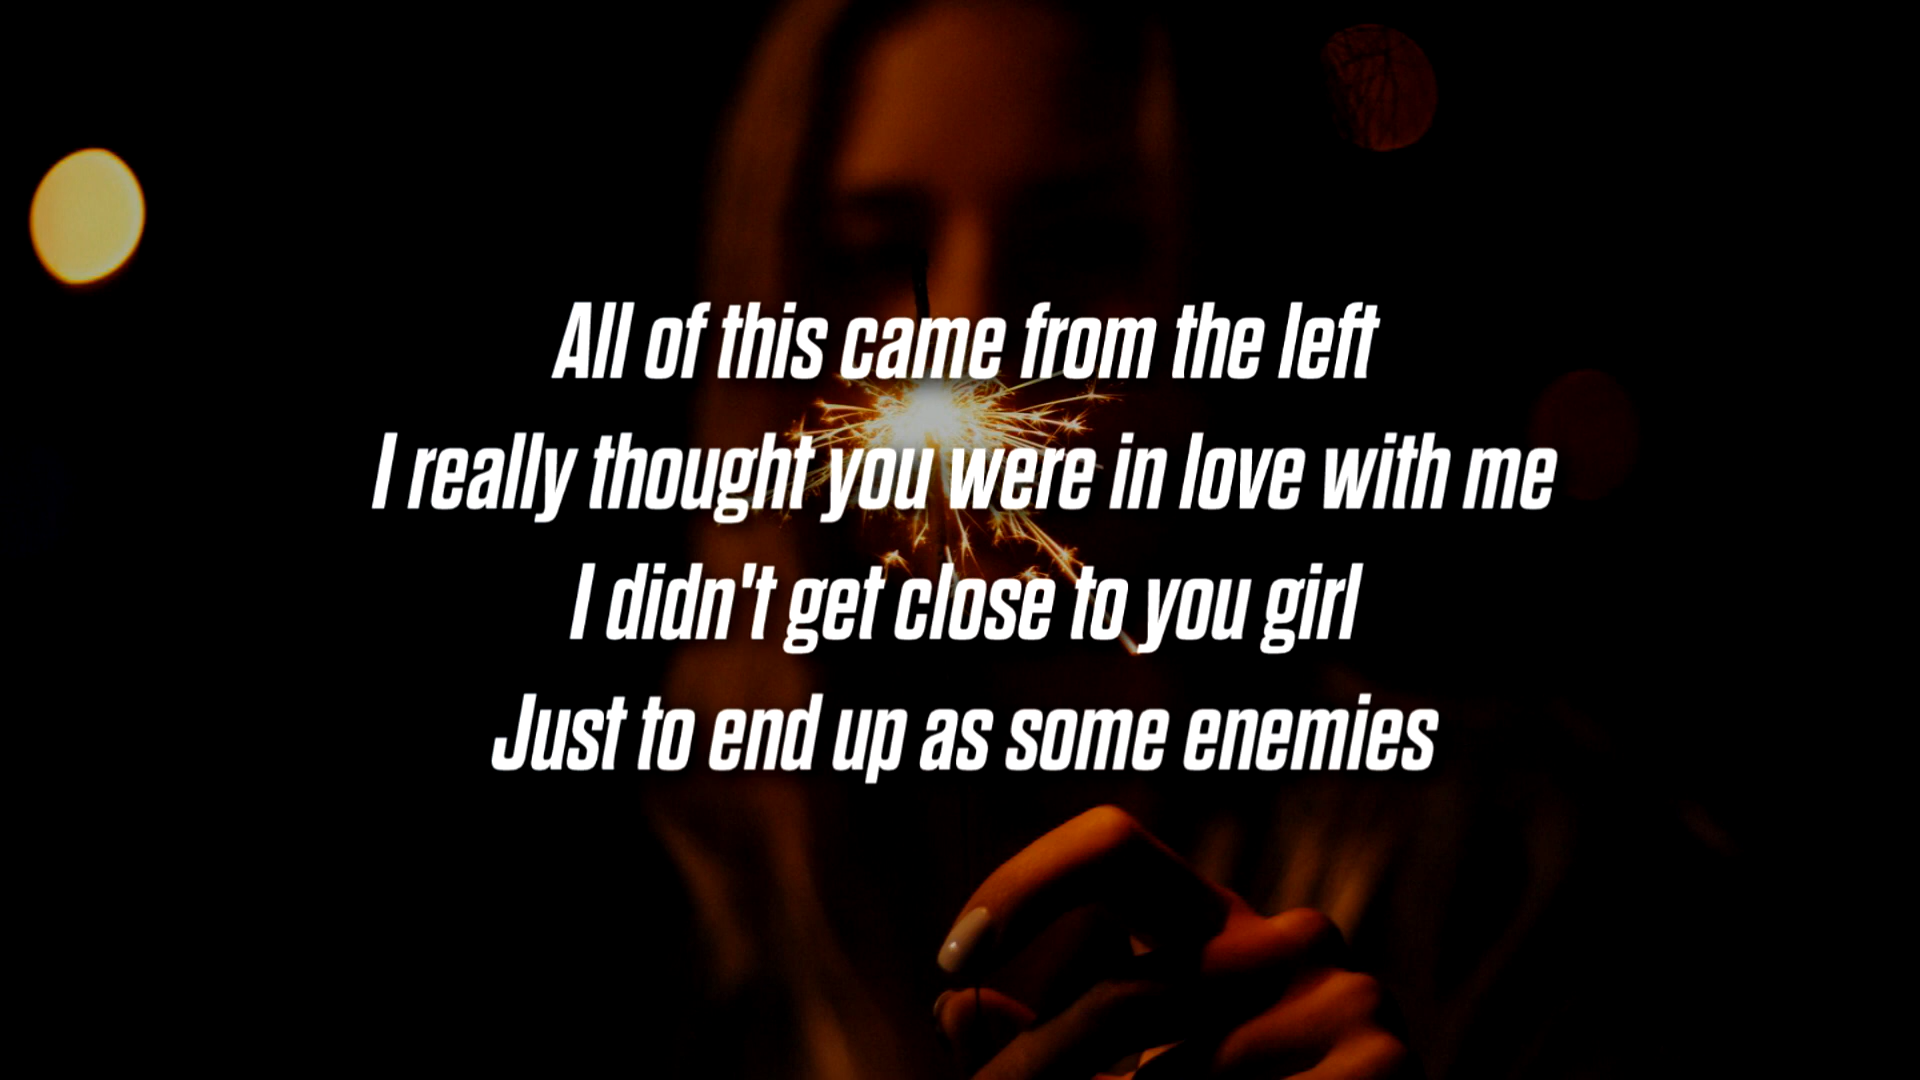 All of this came from the left
I really thought you were in love with me
I didn't get close to you girl
Just to end up as some enemies